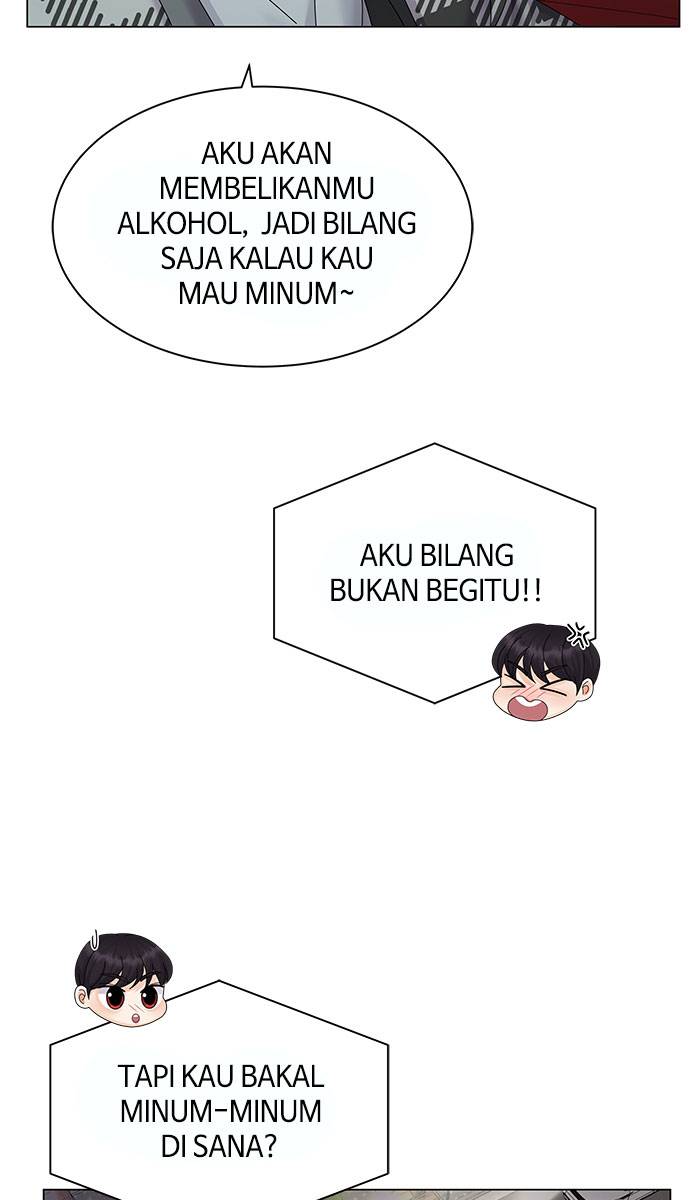 AKU AKAN
MEMBELIKANMU
ALKOHOL, JADI BILANG
SAJA KALAU KAU
MAU MINUM~
AKU BILANG
BUKAN BEGITU!!
TAPI KAU BAKAL
MINUM-MINUM
DI SANA?